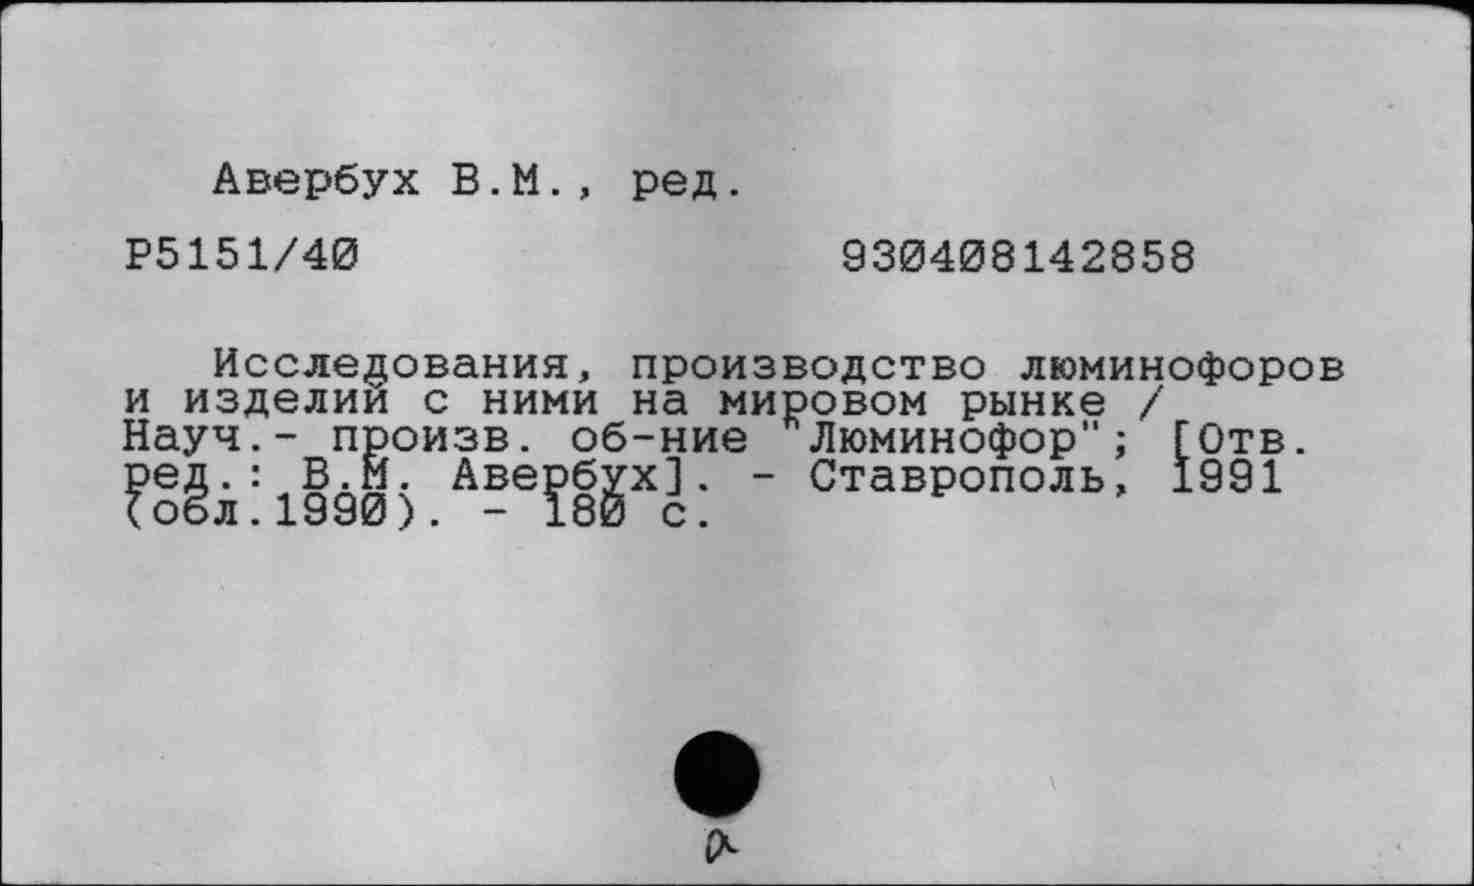 Авербух В.М., ред.
Р5151/40 930408142858
Исследования, производство люминофоров
и изделий с ними на мировом рынке /
Науч.- произв. об-ние "Люминофор"; [Отв.
ред.: В.М. Авербух]. - Ставрополь, 1991
(обл.1990). - 180 с.